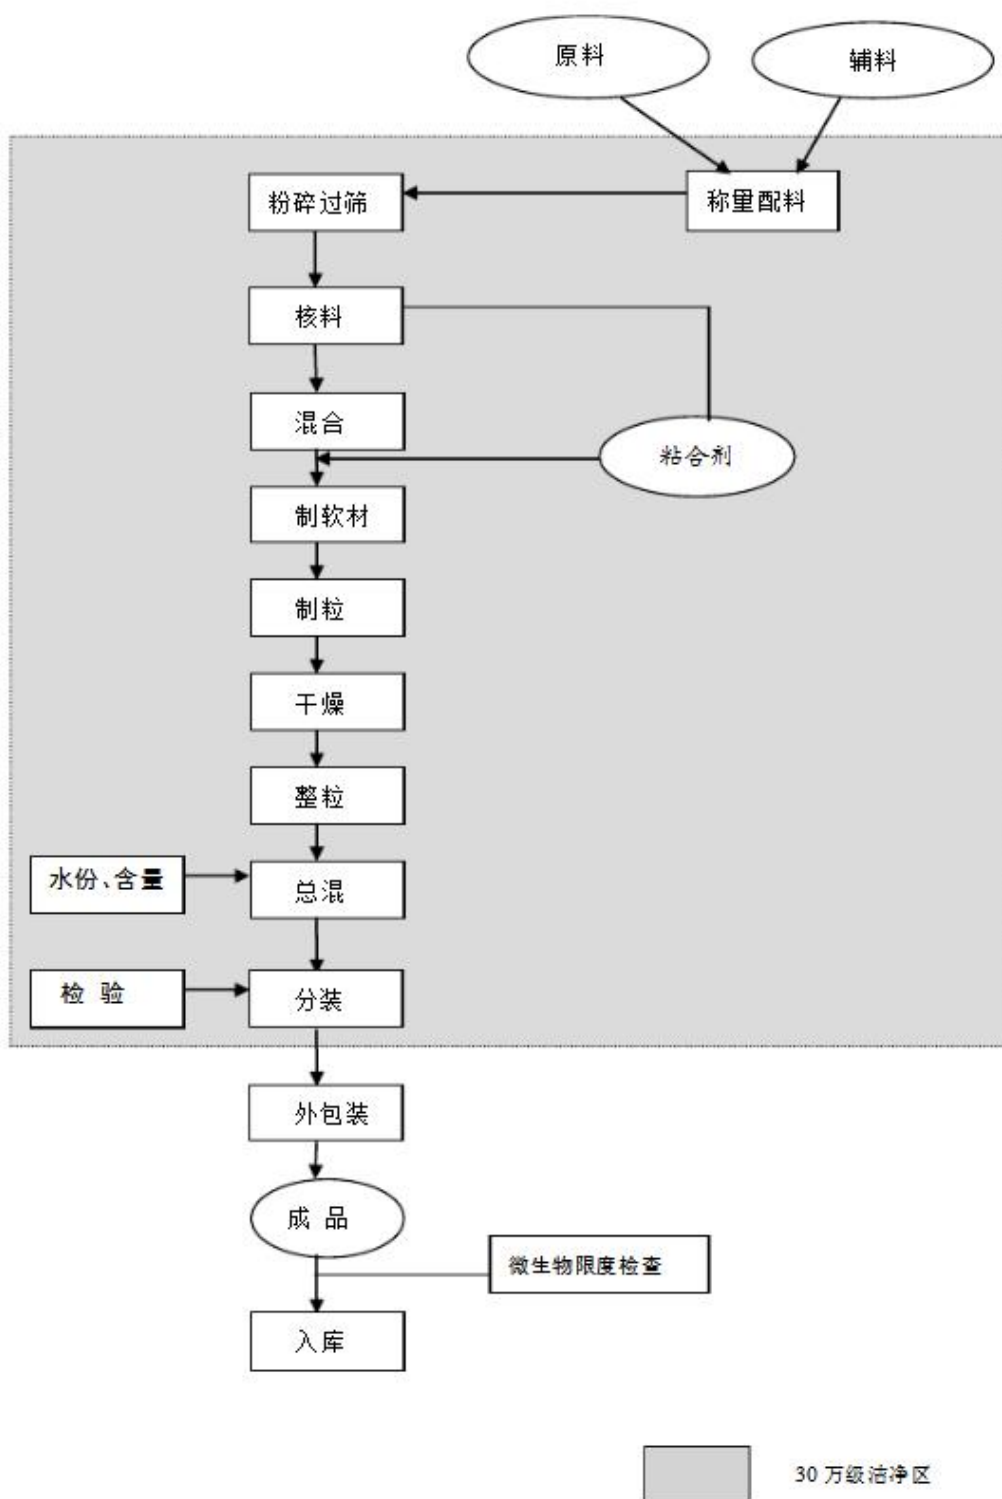 原料
辅料
称量配料
粉碎过筛
核料
混合
粘合剂
制软材
制粒
干燥
整粒
水份、含量
总混
检 验
分装
外包装
成 品
微生物限度检查
入库
30 万级洁净区